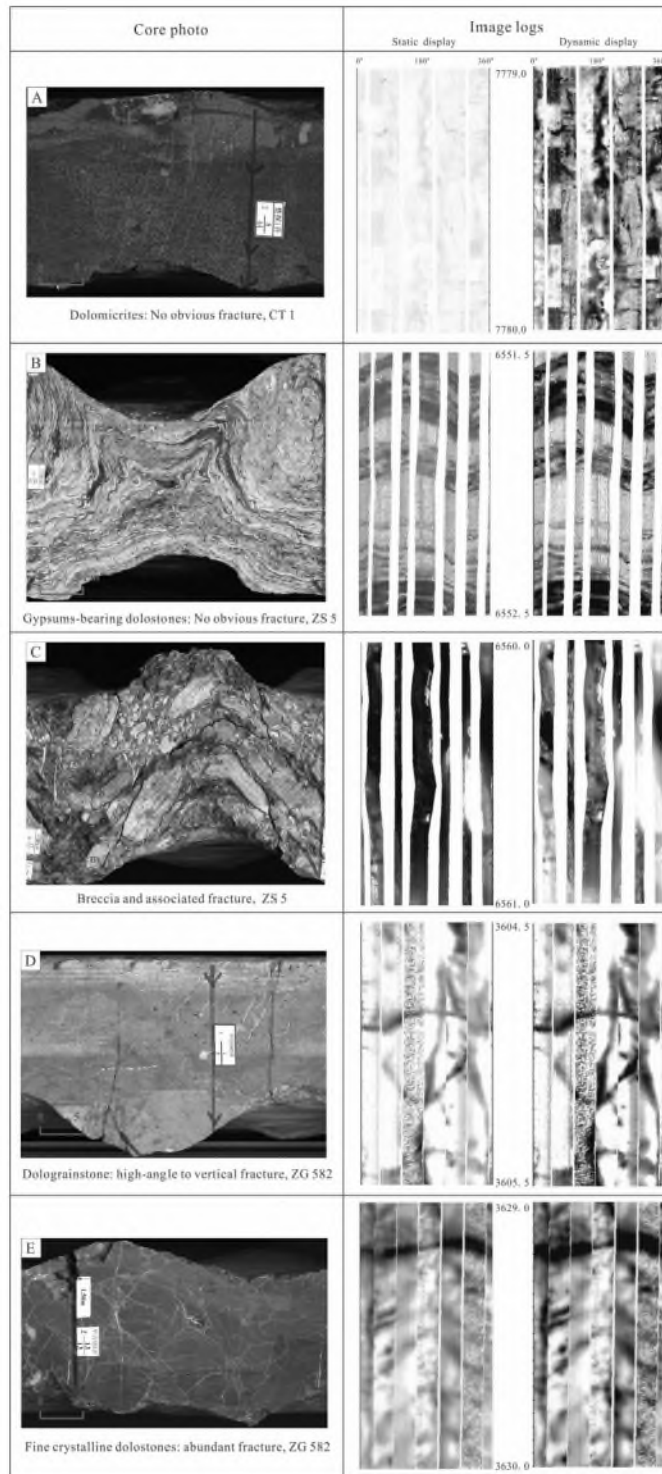 Core photo
Image logs
Static display
Dynamic display
0° 180° 360°
0° 180° 360°
A
Dolomicrites: No obvious fracture, CT 1
7779.0
7780.0
B
Gypsums-bearing dolostones: No obvious fracture, ZS 5
6551.5
6552.5
C
Breccia and associated fracture, ZS 5
6560.0
6561.0
D
Dolograinstone: high-angle to vertical fracture, ZG 582
3604.5
3605.5
E
Fine crystalline dolostones: abundant fracture, ZG 582
3629.0
3630.0